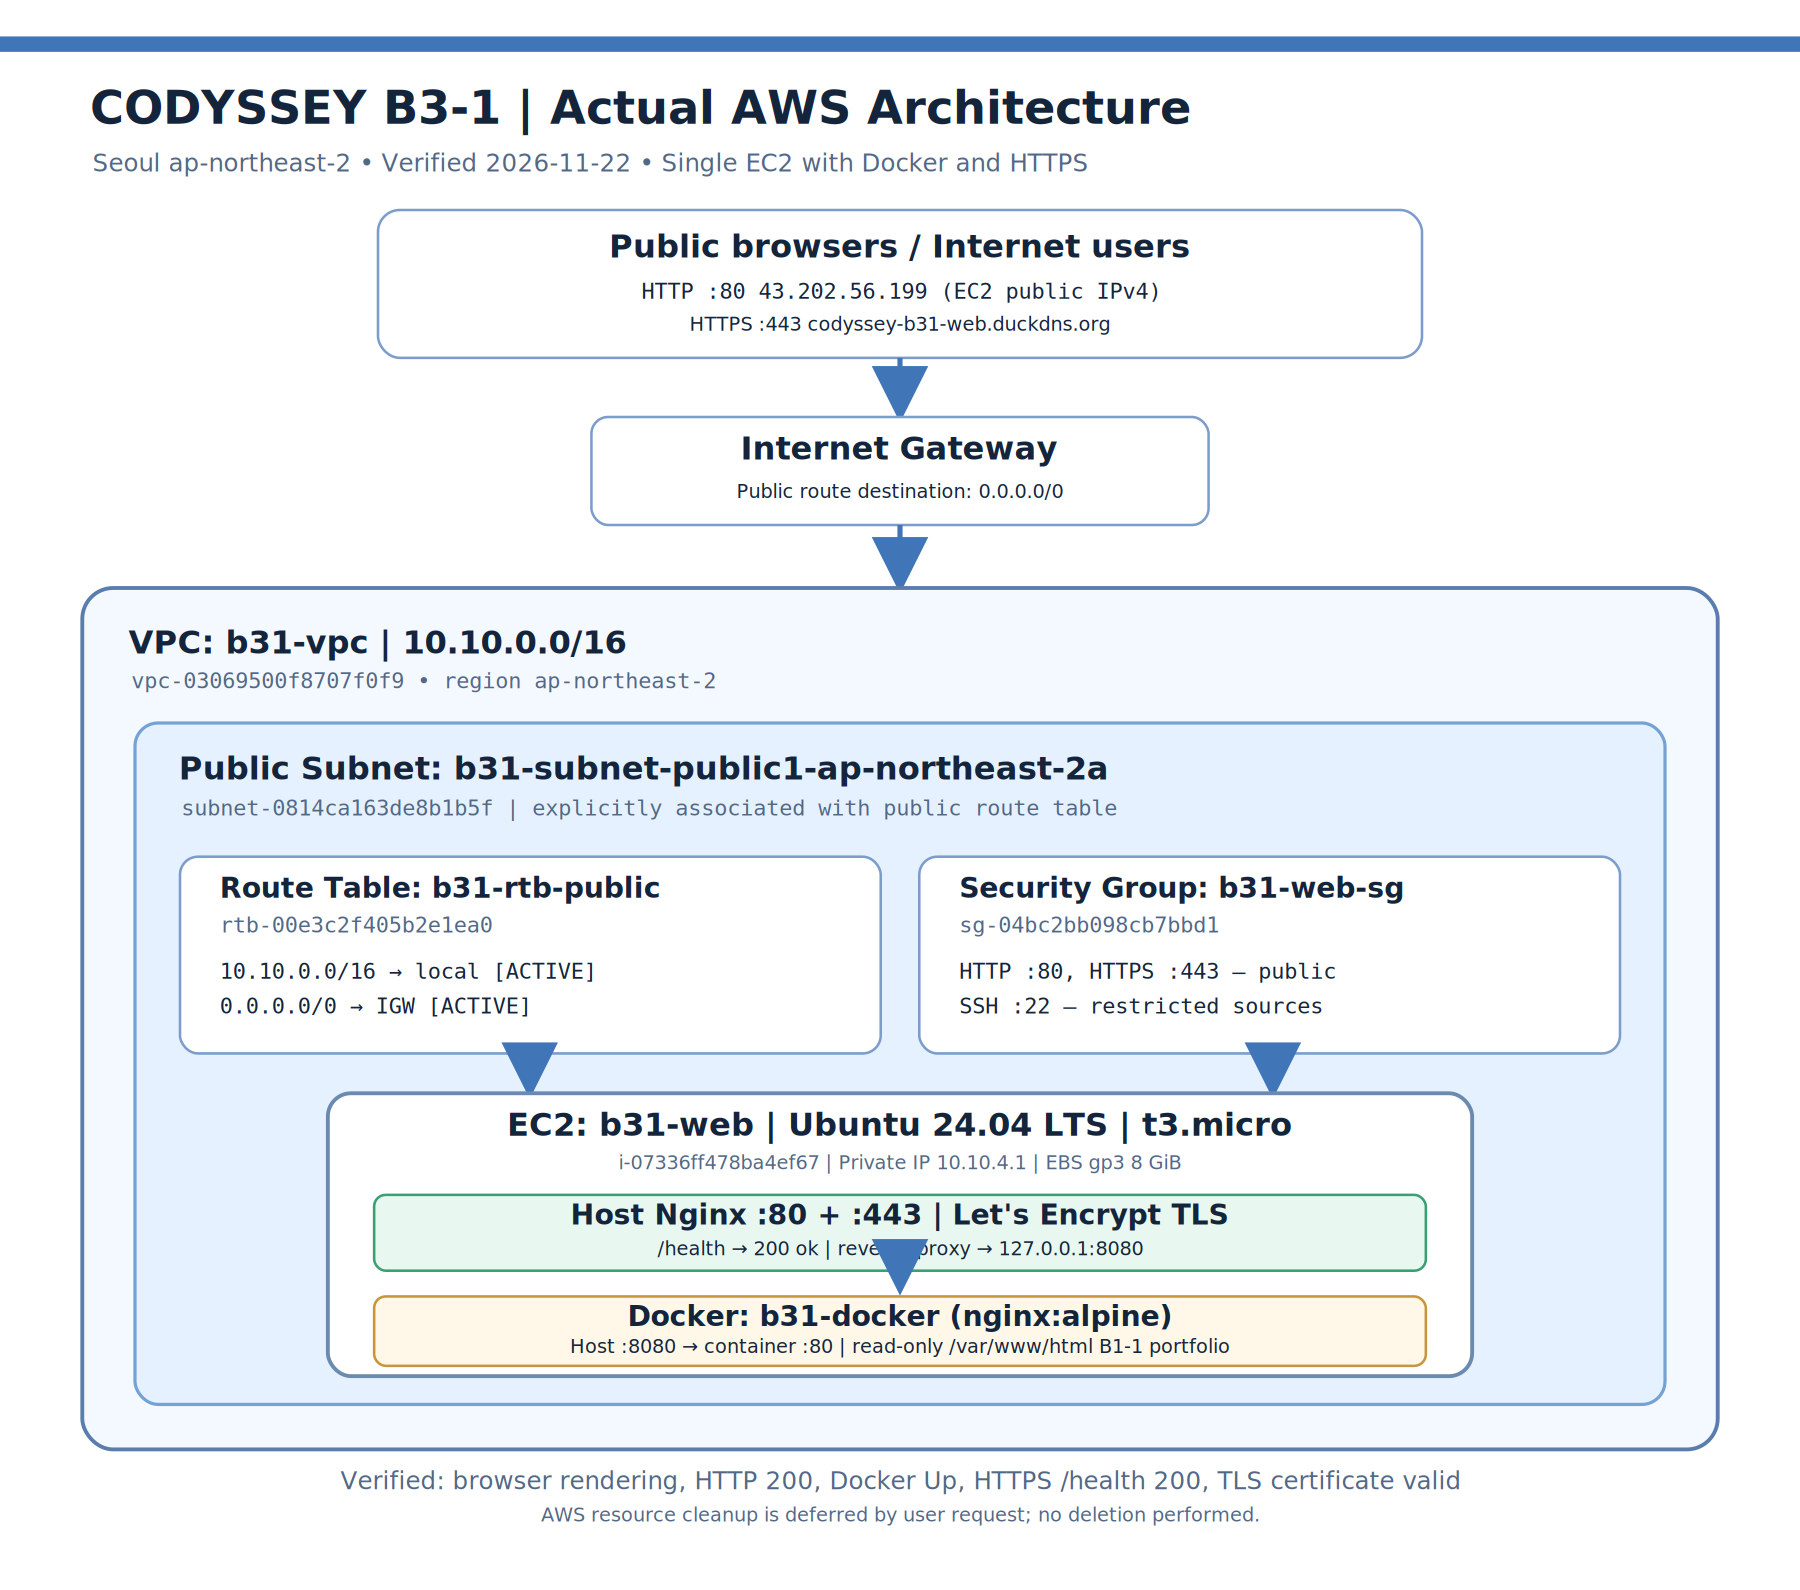 CODYSSEY B3-1 | Actual AWS Architecture
Seoul ap-northeast-2 • Verified 2026-11-22 • Single EC2 with Docker and HTTPS
Public browsers / Internet users
HTTP :80 43.202.56.199 (EC2 public IPv4)
HTTPS :443 codyssey-b31-web.duckdns.org
Internet Gateway
Public route destination: 0.0.0.0/0
VPC: b31-vpc | 10.10.0.0/16
vpc-03069500f8707f0f9 • region ap-northeast-2
Public Subnet: b31-subnet-public1-ap-northeast-2a
subnet-0814ca163de8b1b5f | explicitly associated with public route table
Route Table: b31-rtb-public
rtb-00e3c2f405b2e1ea0
10.10.0.0/16 → local [ACTIVE]
0.0.0.0/0 → IGW [ACTIVE]
Security Group: b31-web-sg
sg-04bc2bb098cb7bbd1
HTTP :80, HTTPS :443 — public
SSH :22 — restricted sources
EC2: b31-web | Ubuntu 24.04 LTS | t3.micro
i-07336ff478ba4ef67 | Private IP 10.10.4.1 | EBS gp3 8 GiB
Host Nginx :80 + :443 | Let's Encrypt TLS
/health → 200 ok | reverse proxy → 127.0.0.1:8080
Docker: b31-docker (nginx:alpine)
Host :8080 → container :80 | read-only /var/www/html B1-1 portfolio
Verified: browser rendering, HTTP 200, Docker Up, HTTPS /health 200, TLS certificate valid
AWS resource cleanup is deferred by user request; no deletion performed.